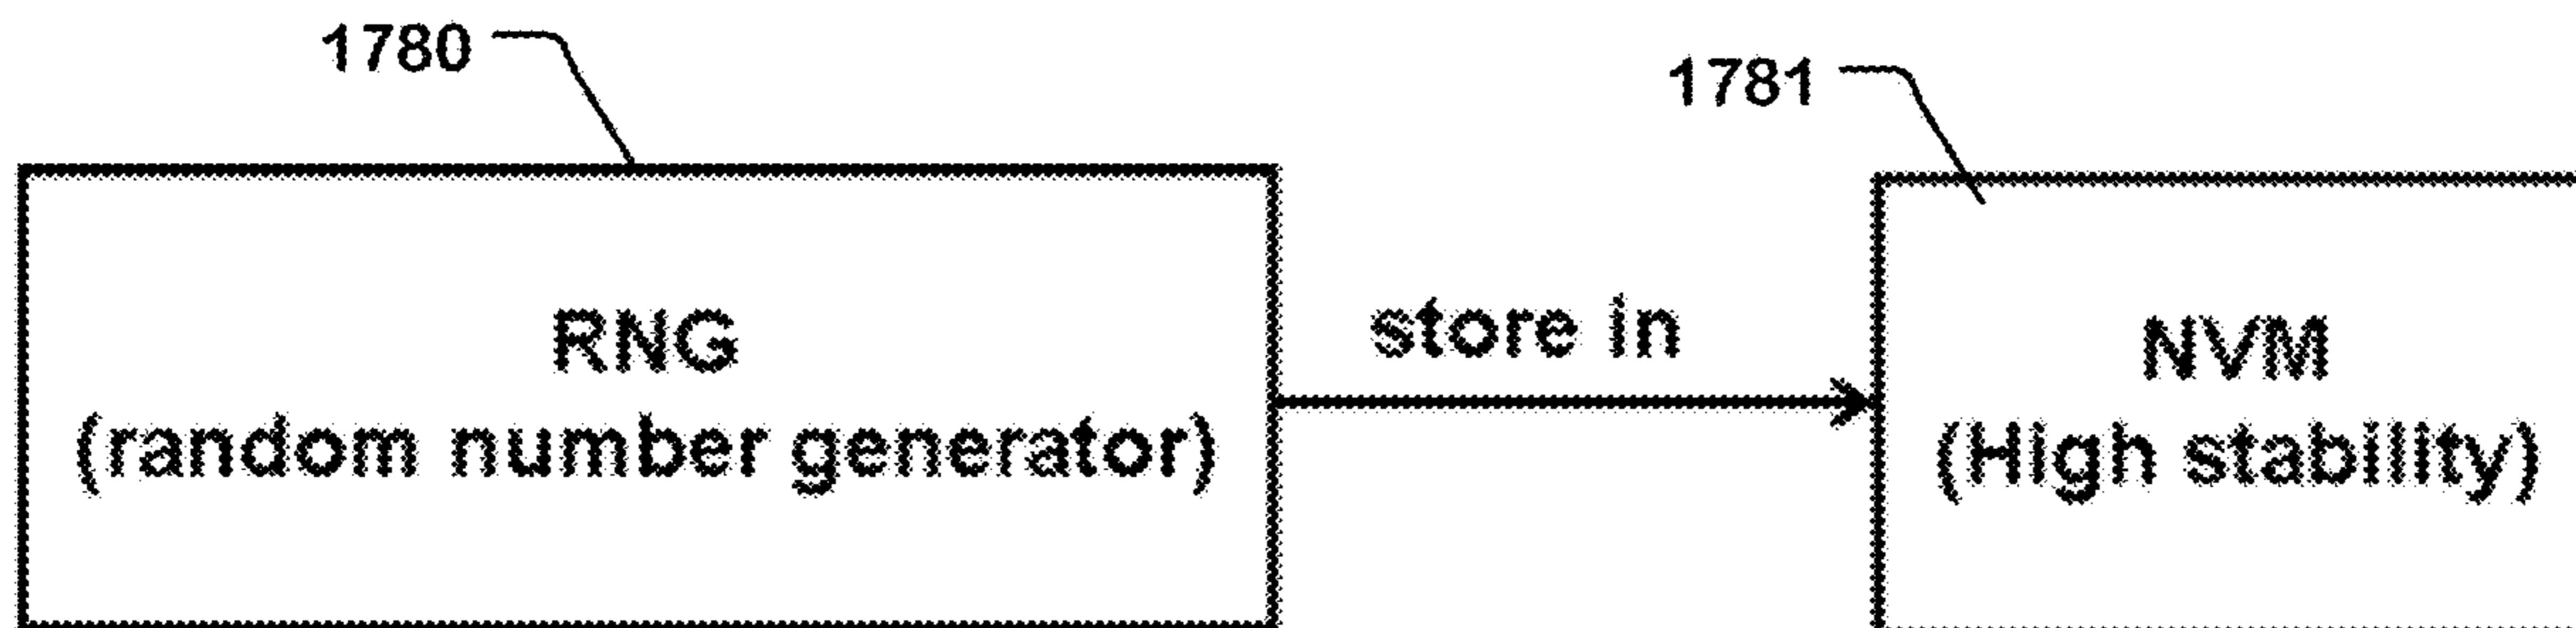 1780
1781
RNG
(random number generator)
store in
NVM
(High stability)